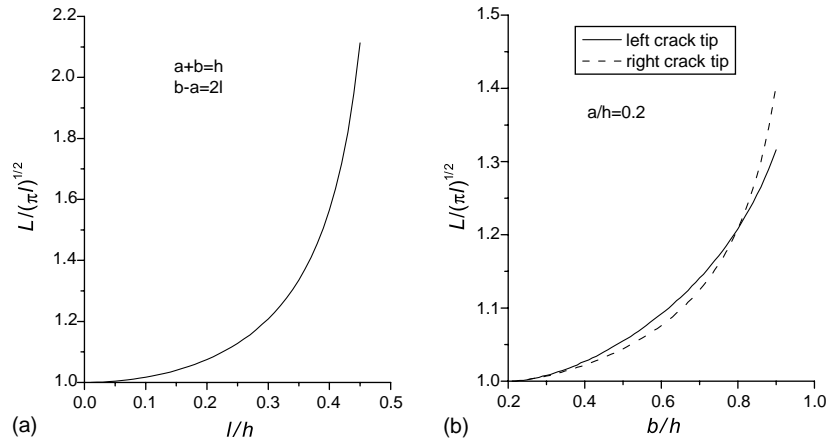 2.2
2.0
1.8
1.6
1.4
1.2
1.0
L/(πl)^{1/2}
a+b=h
b-a=2l
0.0 0.1 0.2 0.3 0.4 0.5
l/h
(a)
1.5
1.4
1.3
1.2
1.1
1.0
L/(πl)^{1/2}
left crack tip
right crack tip
a/h=0.2
0.2 0.4 0.6 0.8 1.0
b/h
(b)